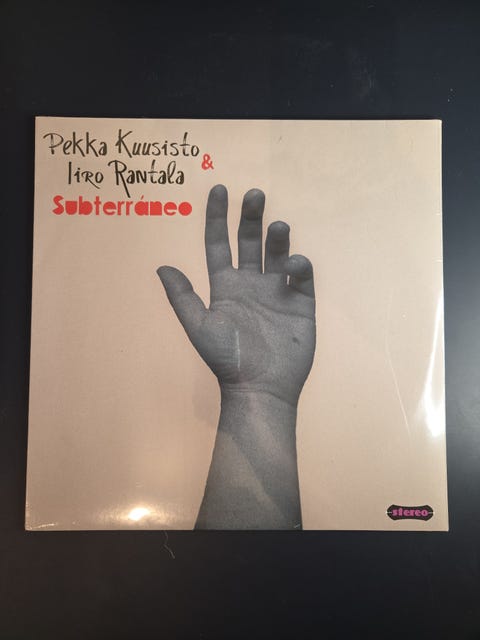 Pekka Kuusisto
&
Iiro Rantala
Subterráneo
stereo